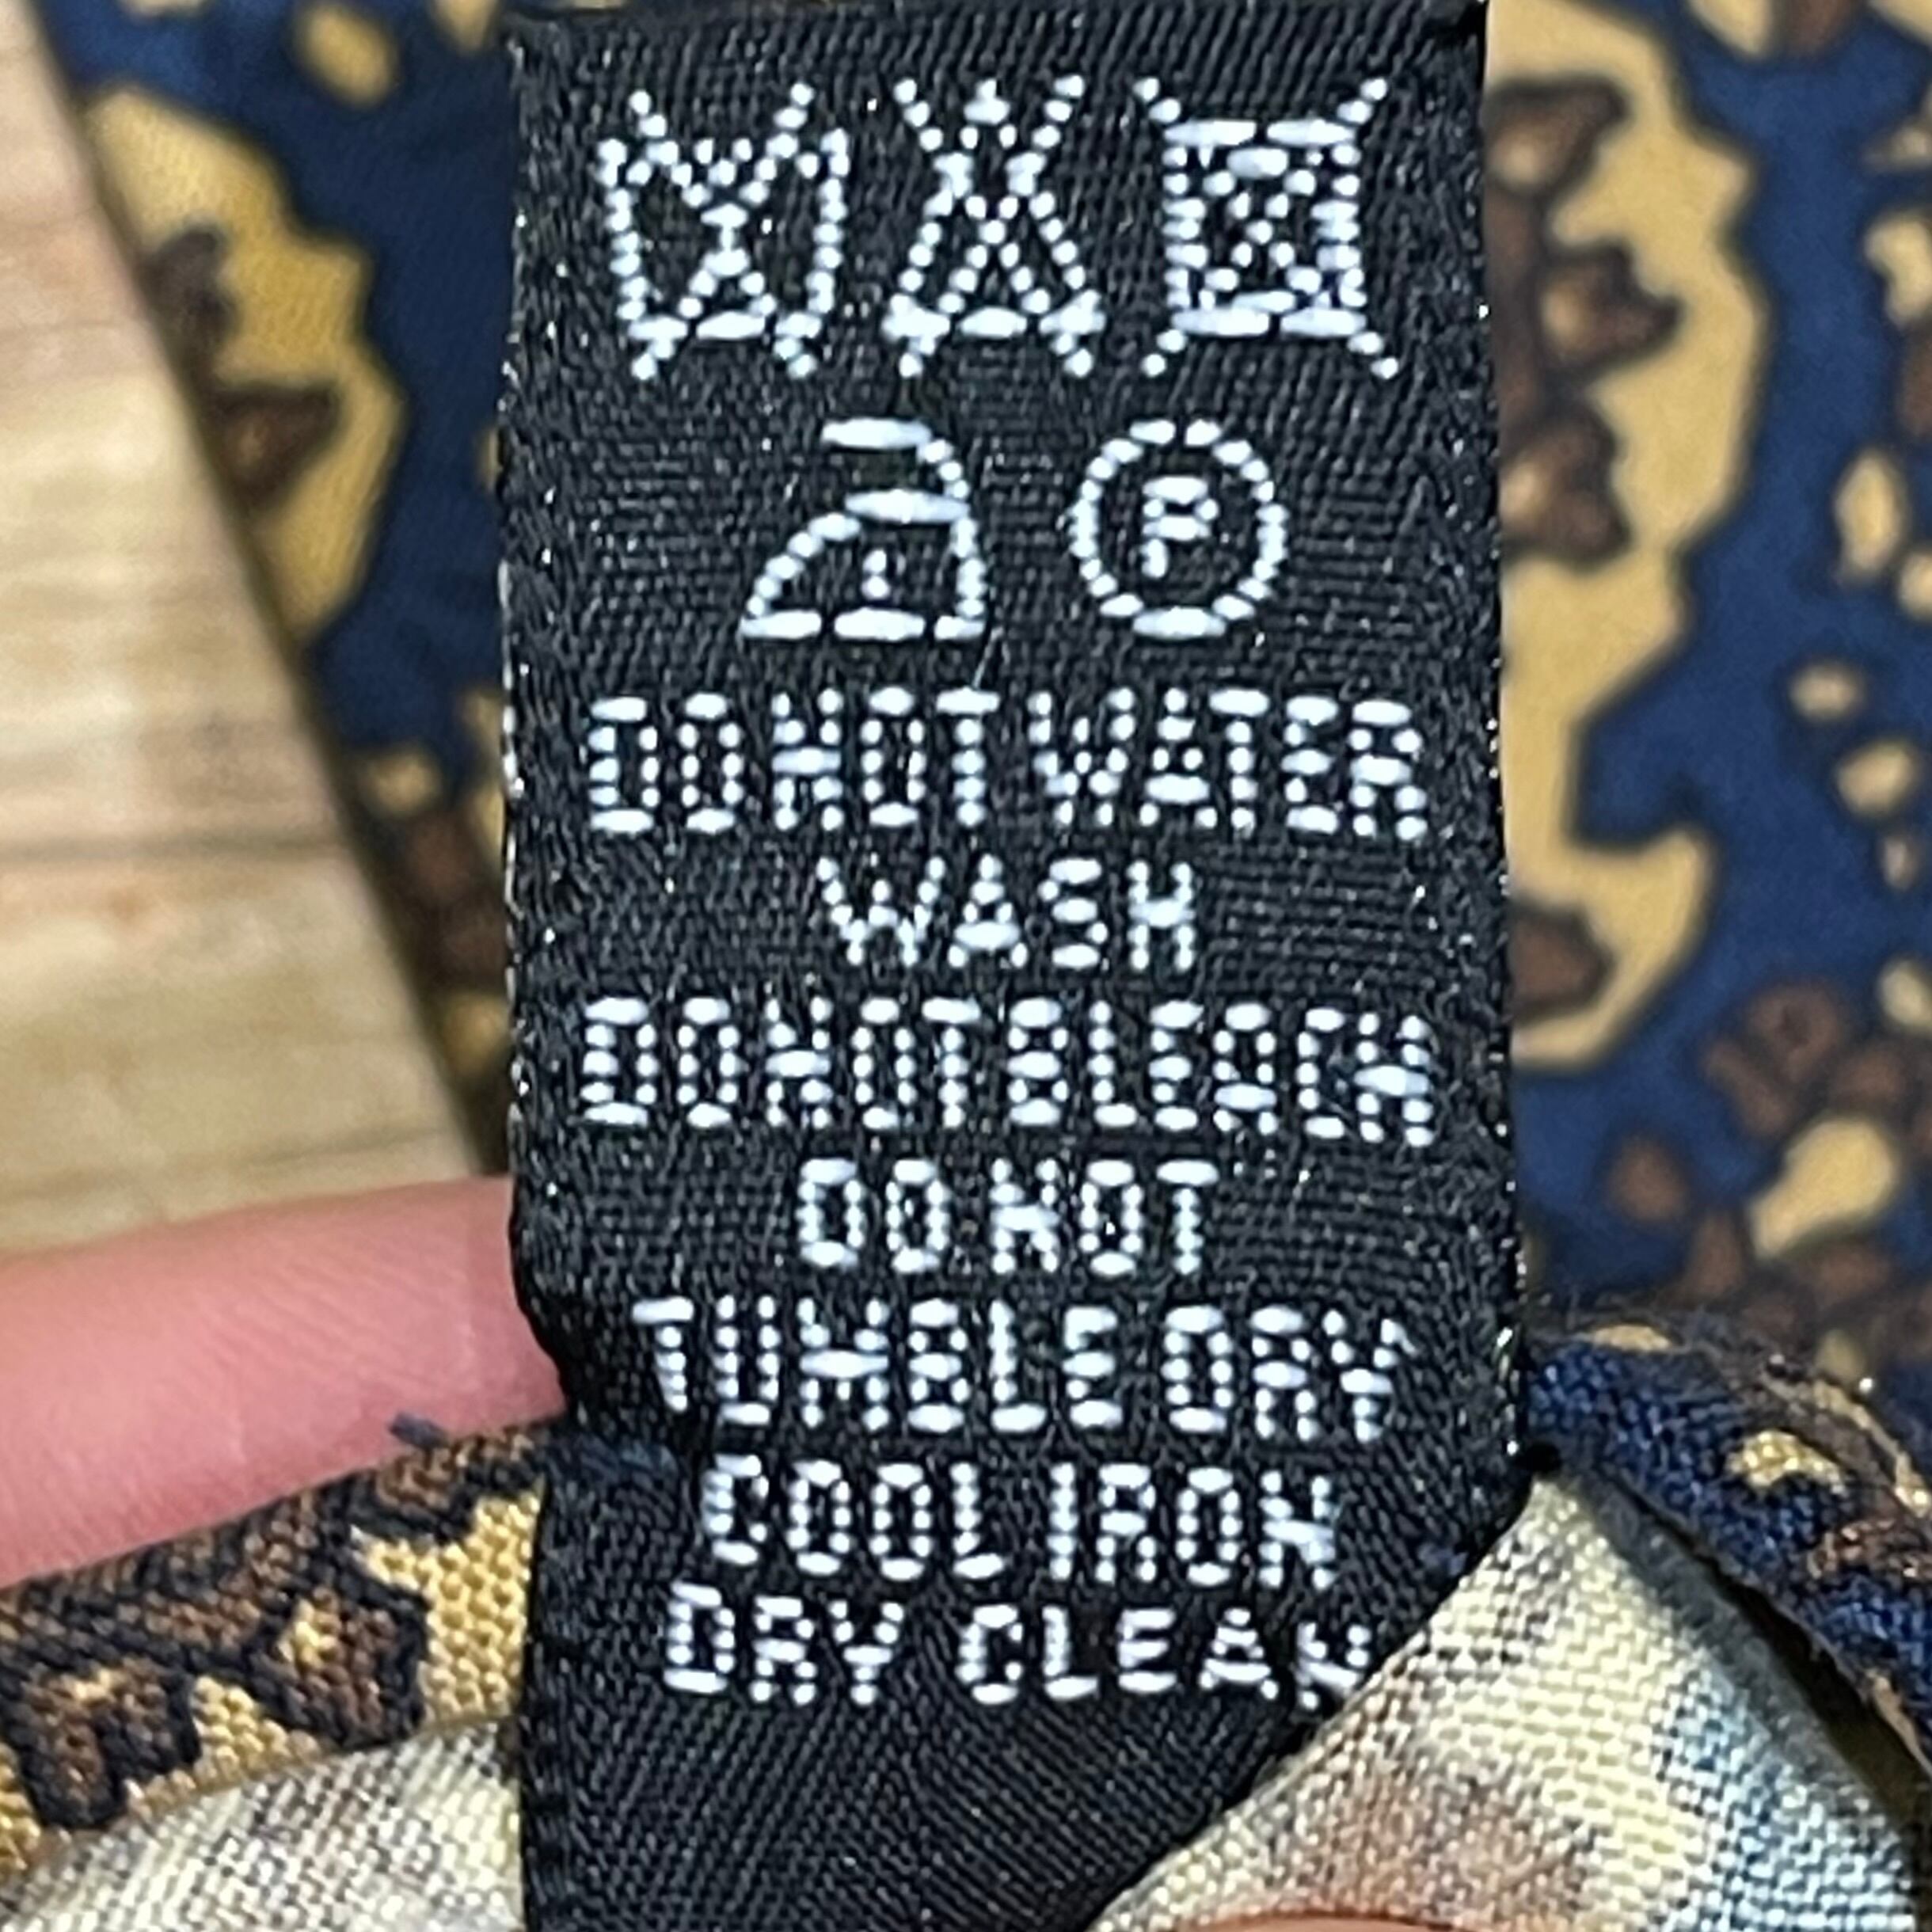 P
DO NOT WATER
WASH
DO NOT BLEACH
DO NOT
TUMBLE DRY
COOL IRON
DRY CLEAN